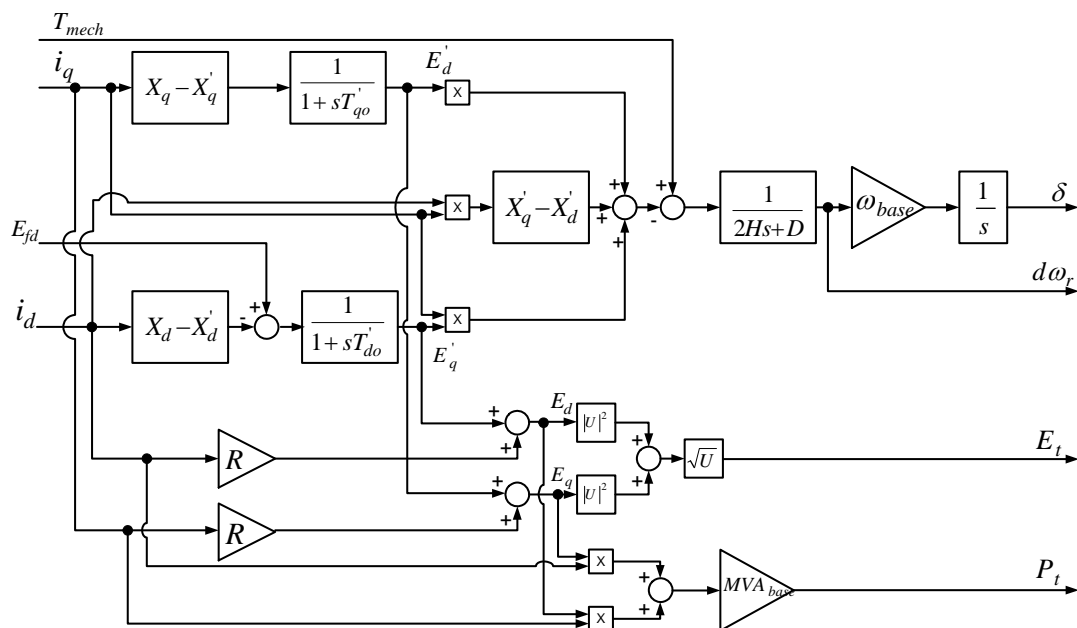 T_mech
i_q
X_q − X'_q
1 / (1 + sT'_qo)
E'_d
x
x
X'_q − X'_d
+
+
+
+
-
1 / (2Hs+D)
ω_base
1 / s
δ
dω_r
E_fd
i_d
X_d − X'_d
+
-
1 / (1 + sT'_do)
E'_q
x
R
+
+
E_d
|U|²
+
+
√U
E_t
R
+
+
E_q
|U|²
x
x
+
+
MVA_base
P_t